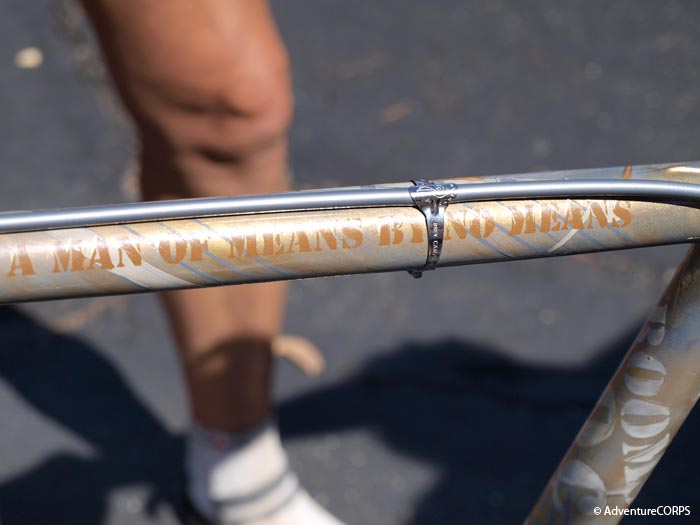 A MAN OF MEANS BY NO MEANS
© AdventureCORPS